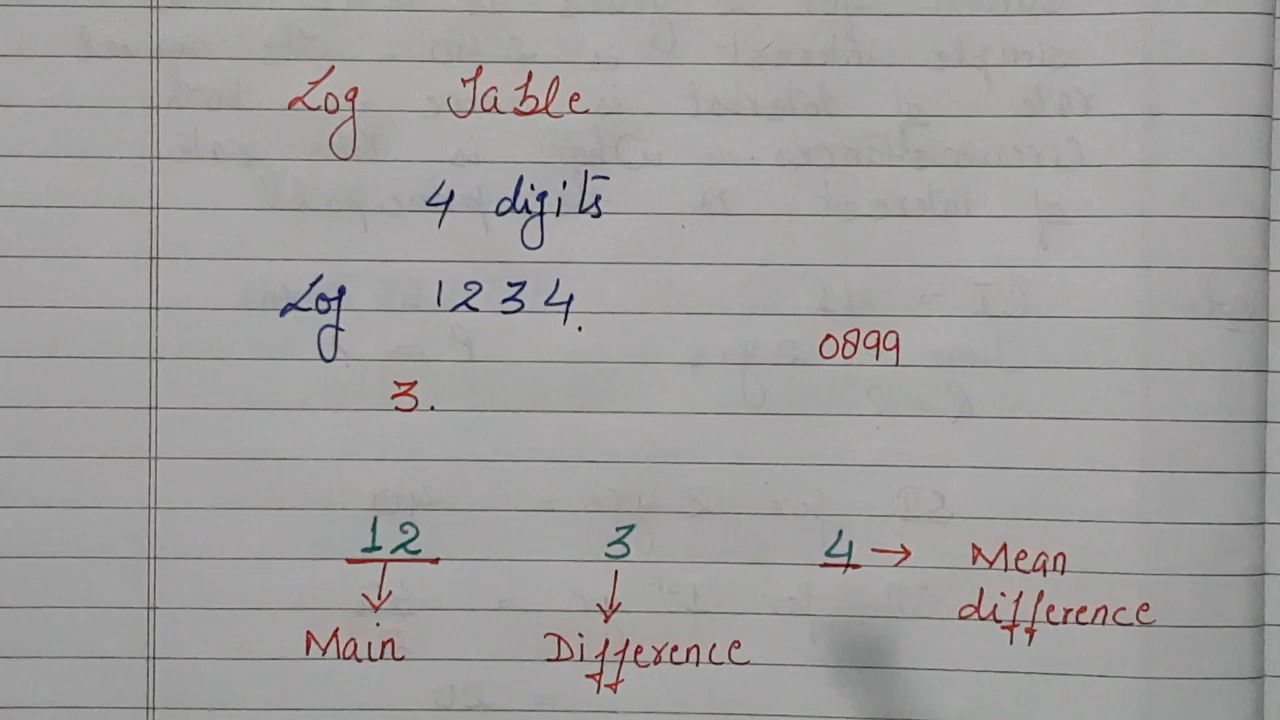 Log Table
4 digits
Log 1234.
0899
3.
12 3 4 → Mean
difference
Main Difference